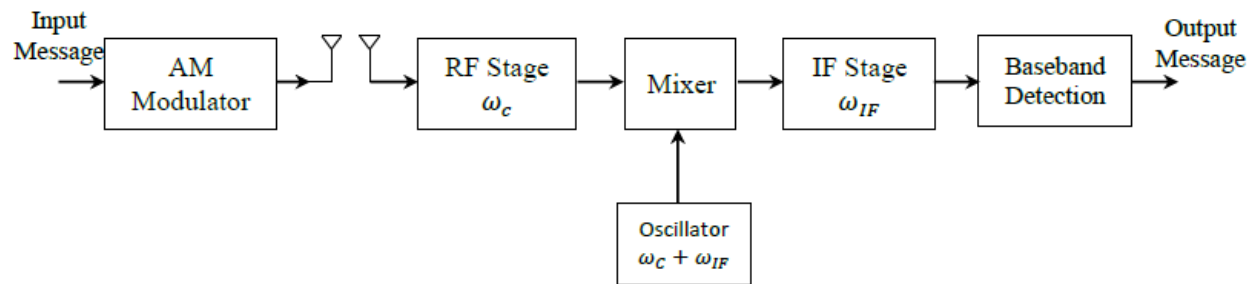 Input
Message
AM
Modulator
RF Stage
ω_c
Mixer
IF Stage
ω_IF
Baseband
Detection
Output
Message
Oscillator
ω_C + ω_IF